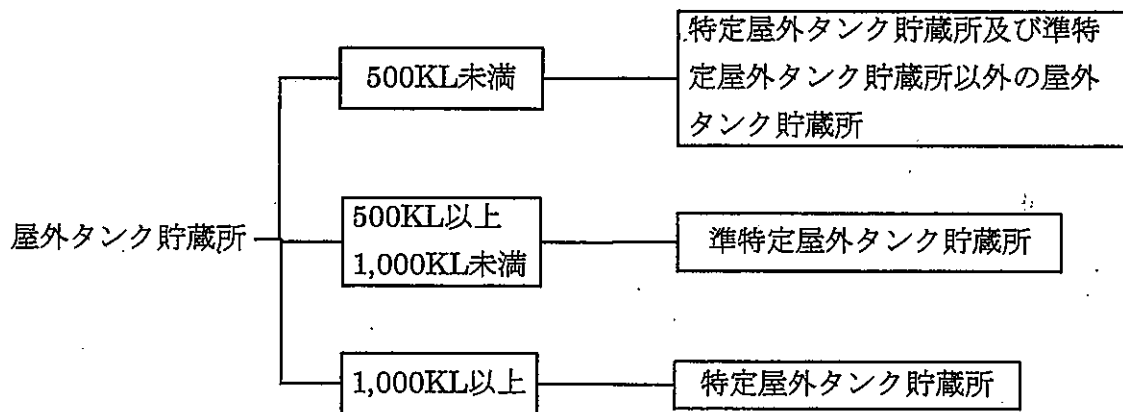 屋外タンク貯蔵所
500KL未満
特定屋外タンク貯蔵所及び準特
定屋外タンク貯蔵所以外の屋外
タンク貯蔵所
500KL以上
1,000KL未満
準特定屋外タンク貯蔵所
1,000KL以上
特定屋外タンク貯蔵所